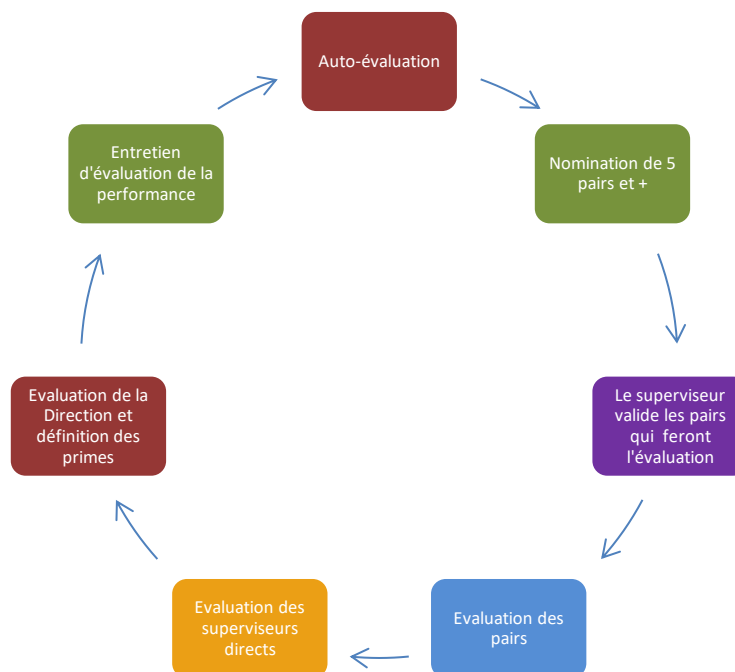 Auto-évaluation
Nomination de 5
pairs et +
Le superviseur
valide les pairs
qui feront
l'évaluation
Evaluation des
pairs
Evaluation des
superviseurs
directs
Evaluation de la
Direction et
définition des
primes
Entretien
d'évaluation de la
performance